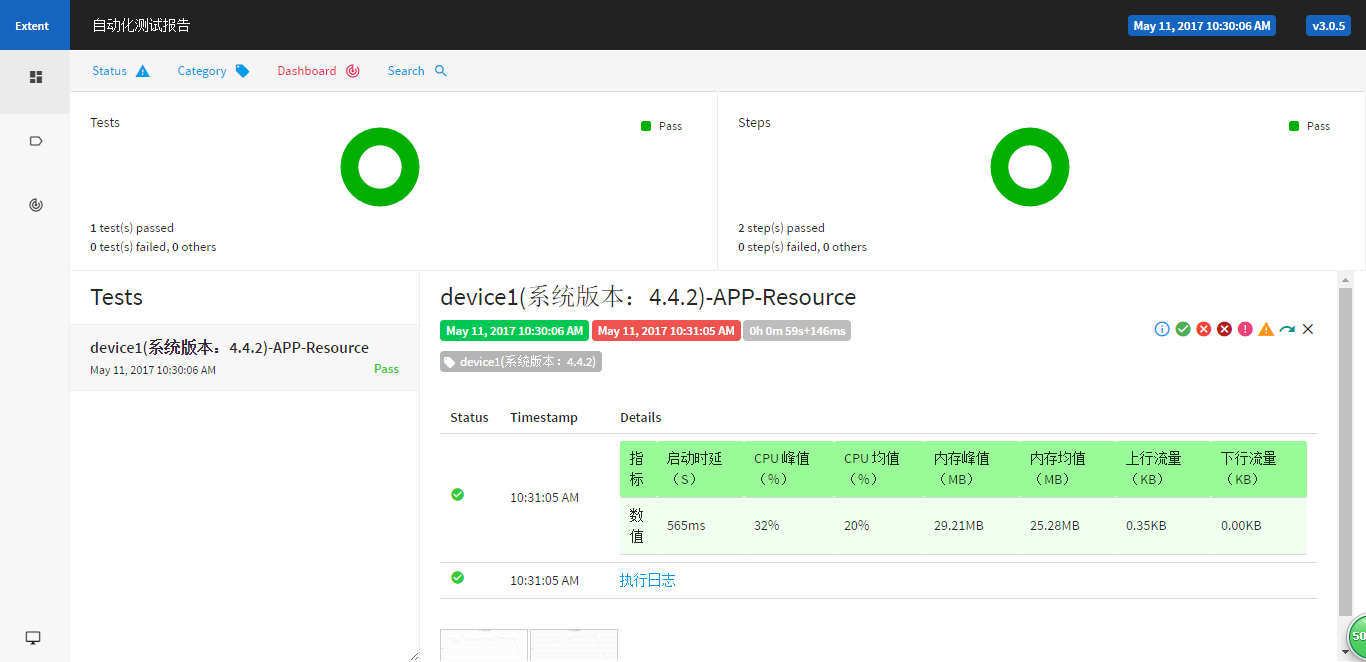 Extent
自动化测试报告
May 11, 2017 10:30:06 AM
v3.0.5
Status
Category
Dashboard
Search
Tests
Pass
1 test(s) passed
0 test(s) failed, 0 others
Steps
Pass
2 step(s) passed
0 step(s) failed, 0 others
Tests
device1(系统版本：4.4.2)-APP-Resource
May 11, 2017 10:30:06 AM
Pass
device1(系统版本：4.4.2)-APP-Resource
May 11, 2017 10:30:06 AM
May 11, 2017 10:31:05 AM
0h 0m 59s+146ms
device1(系统版本：4.4.2)
Status Timestamp Details
指标 启动时延（S） CPU峰值（%） CPU均值（%） 内存峰值（MB） 内存均值（MB） 上行流量（KB） 下行流量（KB）
10:31:05 AM
数值 565ms 32% 20% 29.21MB 25.28MB 0.35KB 0.00KB
10:31:05 AM 执行日志
50